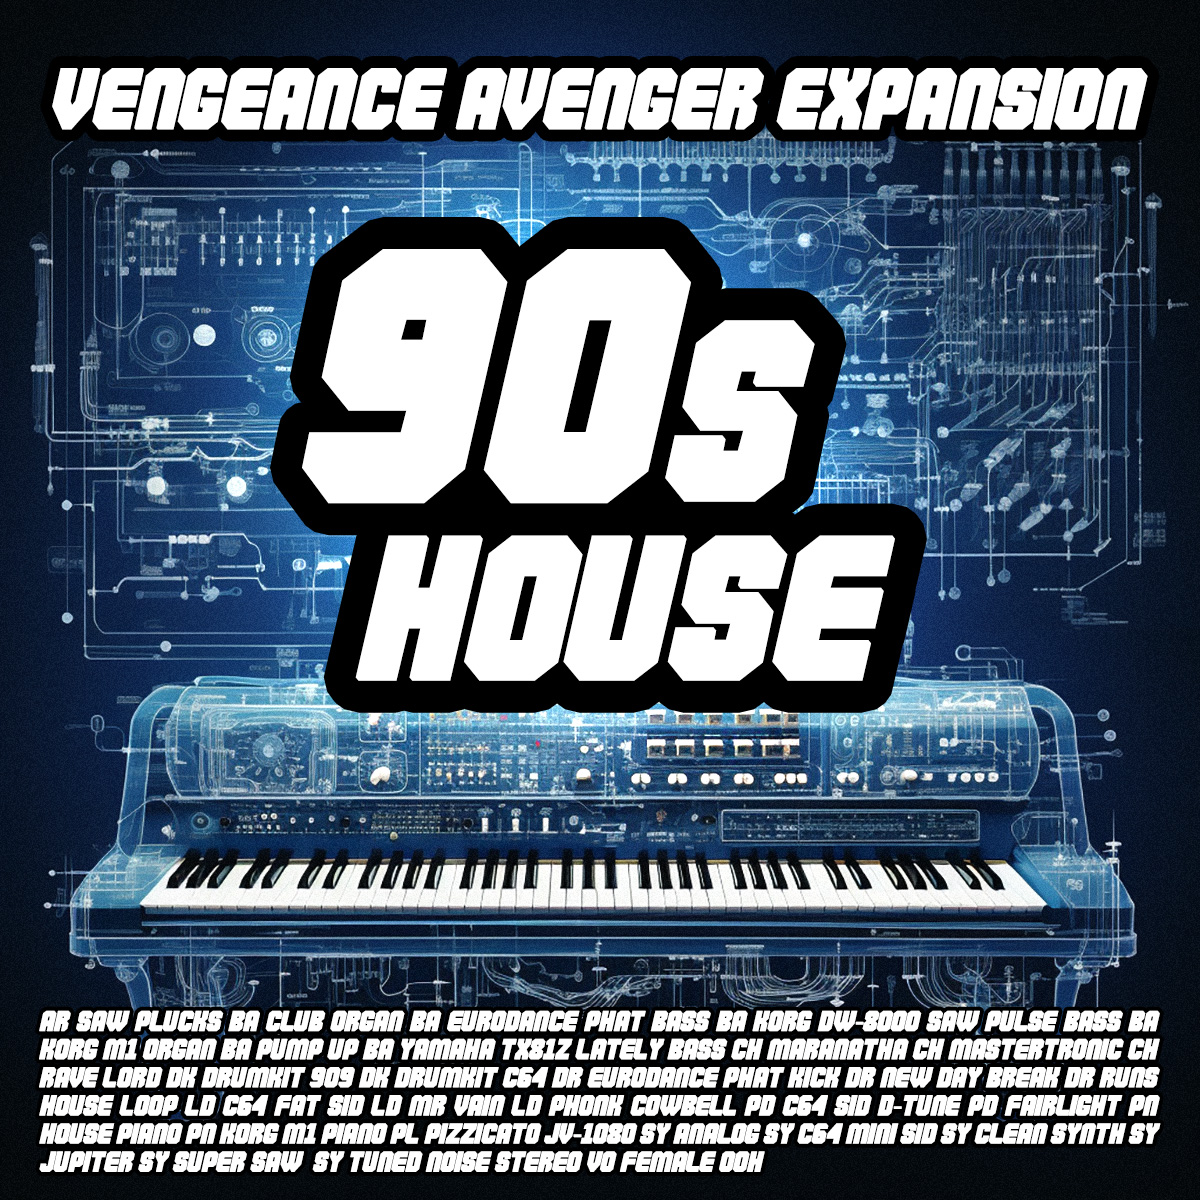 VENGEANCE AVENGER EXPANSION
90s
HOUSE
AR SAW PLUCKS BA CLUB ORGAN BA EURODANCE PHAT BASS BA KORG DW-8000 SAW PULSE BASS BA
KORG M1 ORGAN BA PUMP UP BA YAMAHA TX81Z LATELY BASS CH MARANATHA CH MASTERTRONIC CH
RAVE LORD DK DRUMKIT 909 DK DRUMKIT C64 DR EURODANCE PHAT KICK DR NEW DAY BREAK DR RUNS
HOUSE LOOP LD C64 FAT SID LD MR VAIN LD PHONK COWBELL PD C64 SID D-TUNE PD FAIRLIGHT PN
HOUSE PIANO PN KORG M1 PIANO PL PIZZICATO JV-1080 SY ANALOG SY C64 MINI SID SY CLEAN SYNTH SY
JUPITER SY SUPER SAW SY TUNED NOISE STEREO VO FEMALE OOH